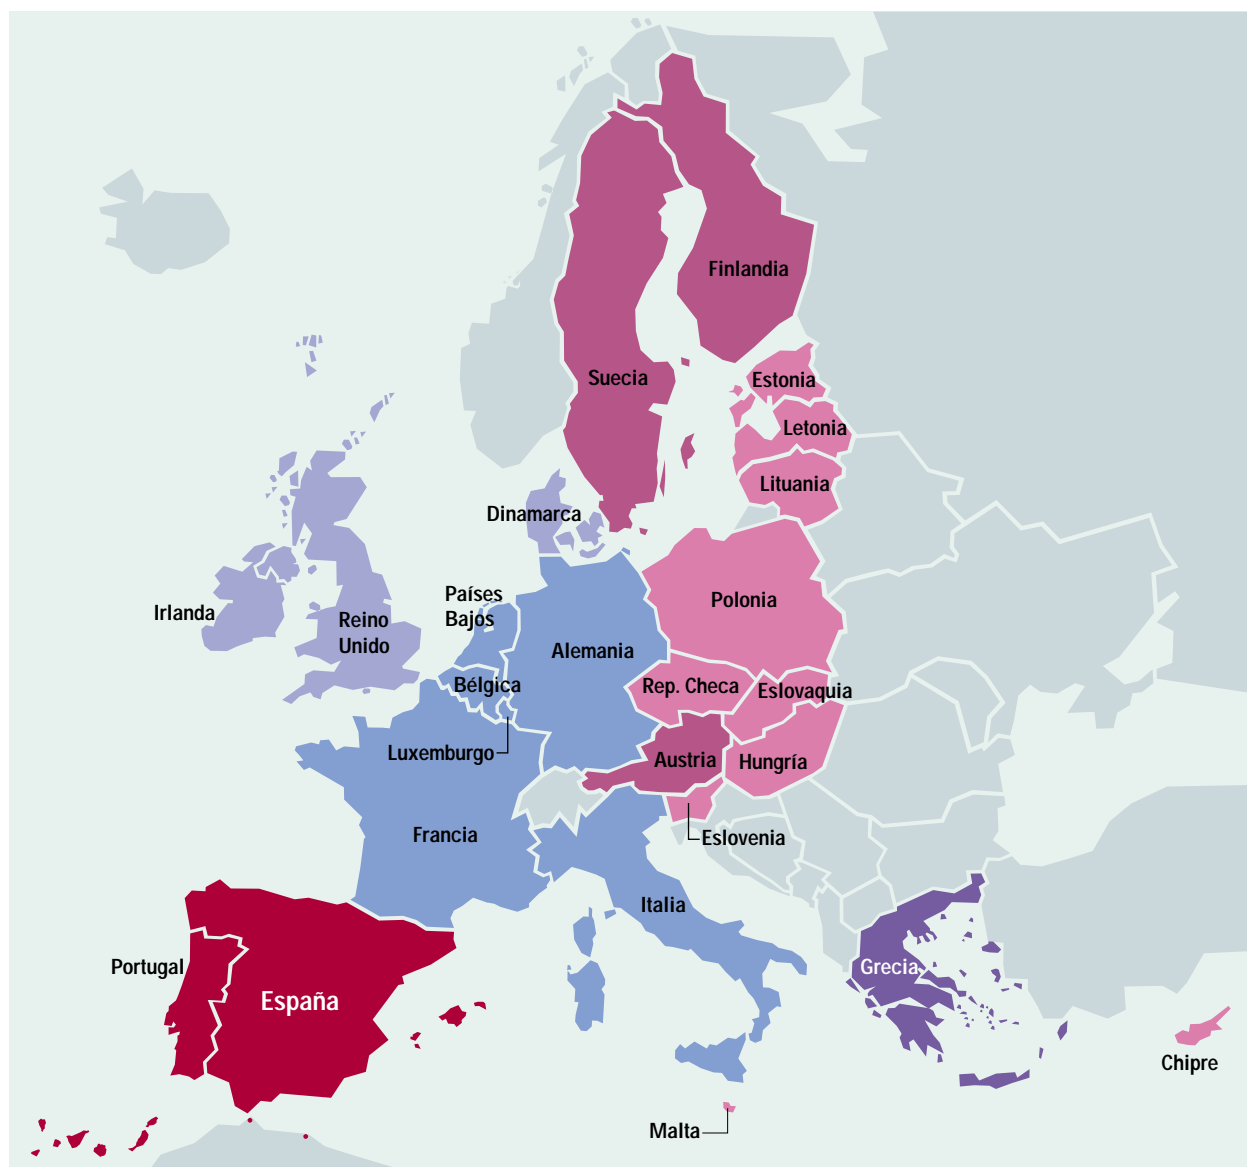 Finlandia
Suecia
Estonia
Letonia
Lituania
Dinamarca
Países
Bajos
Irlanda
Reino
Unido
Polonia
Alemania
Bélgica
Rep. Checa
Eslovaquia
Luxemburgo
Austria
Hungría
Francia
Eslovenia
Italia
Portugal
España
Grecia
Chipre
Malta